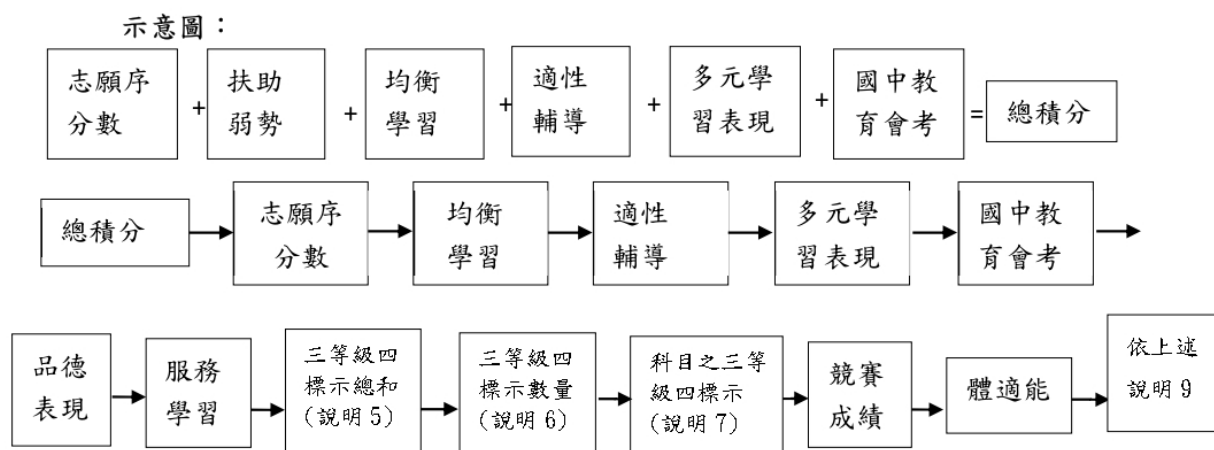 示意圖：
志願序
分數
+
扶助
弱勢
+
均衡
學習
+
適性
輔導
+
多元學
習表現
+
國中教
育會考
=
總積分
總積分
志願序
分數
均衡
學習
適性
輔導
多元學
習表現
國中教
育會考
品德
表現
服務
學習
三等級四
標示總和
(說明 5)
三等級四
標示數量
(說明 6)
科目之三等
級四標示
(說明 7)
競賽
成績
體適能
依上述
說明 9